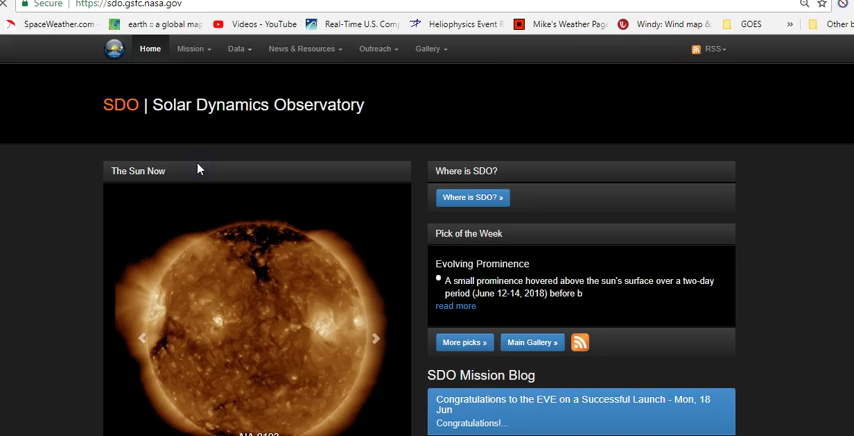 Secure https://sdo.gsfc.nasa.gov
SpaceWeather.com earth :: a global map Videos - YouTube Real-Time U.S. Comp Heliophysics Event R Mike's Weather Page Windy: Wind map & GOES » Other b
Home Mission Data News & Resources Outreach Gallery RSS
SDO | Solar Dynamics Observatory
The Sun Now
Where is SDO?
Where is SDO? »
Pick of the Week
Evolving Prominence
A small prominence hovered above the sun's surface over a two-day
period (June 12-14, 2018) before b
read more
More picks » Main Gallery »
SDO Mission Blog
Congratulations to the EVE on a Successful Launch - Mon, 18
Jun
Congratulations!...